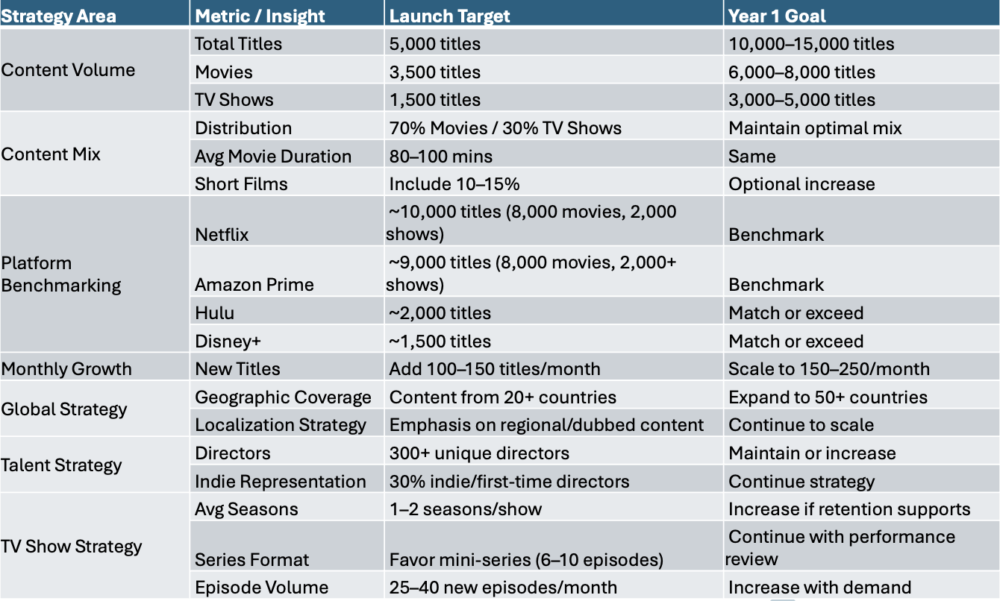 Strategy Area Metric / Insight Launch Target Year 1 Goal
Content Volume
Total Titles 5,000 titles 10,000–15,000 titles
Movies 3,500 titles 6,000–8,000 titles
TV Shows 1,500 titles 3,000–5,000 titles
Content Mix
Distribution 70% Movies / 30% TV Shows Maintain optimal mix
Avg Movie Duration 80–100 mins Same
Short Films Include 10–15% Optional increase
Platform
Benchmarking
Netflix ~10,000 titles (8,000 movies, 2,000
shows) Benchmark
Amazon Prime ~9,000 titles (8,000 movies, 2,000+
shows) Benchmark
Hulu ~2,000 titles Match or exceed
Disney+ ~1,500 titles Match or exceed
Monthly Growth New Titles Add 100–150 titles/month Scale to 150–250/month
Global Strategy
Geographic Coverage Content from 20+ countries Expand to 50+ countries
Localization Strategy Emphasis on regional/dubbed content Continue to scale
Talent Strategy
Directors 300+ unique directors Maintain or increase
Indie Representation 30% indie/first-time directors Continue strategy
TV Show Strategy
Avg Seasons 1–2 seasons/show Increase if retention supports
Series Format Favor mini-series (6–10 episodes) Continue with performance
review
Episode Volume 25–40 new episodes/month Increase with demand